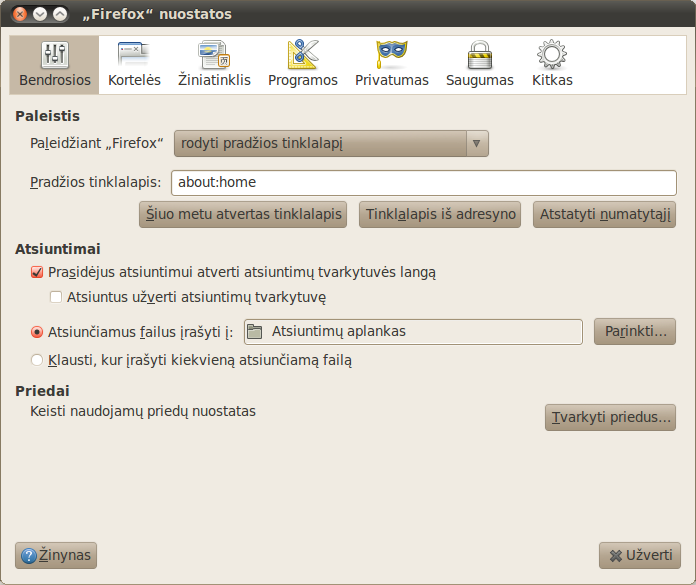 „Firefox“ nuostatos
Bendrosios Kortelės Žiniatinklis Programos Privatumas Saugumas Kitkas
Paleistis
Paleidžiant „Firefox“ rodyti pradžios tinklalapį
Pradžios tinklalapis: about:home
Šiuo metu atvertas tinklalapis Tinklalapis iš adresyno Atstatyti numatytąjį
Atsiuntimai
Prasidėjus atsiuntimui atverti atsiuntimų tvarkytuvės langą
Atsiuntus užverti atsiuntimų tvarkytuvę
Atsiunčiamus failus įrašyti į: Atsiuntimų aplankas Parinkti...
Klausti, kur įrašyti kiekvieną atsiunčiamą failą
Priedai
Keisti naudojamų priedų nuostatas
Tvarkyti priedus...
Žinynas Užverti